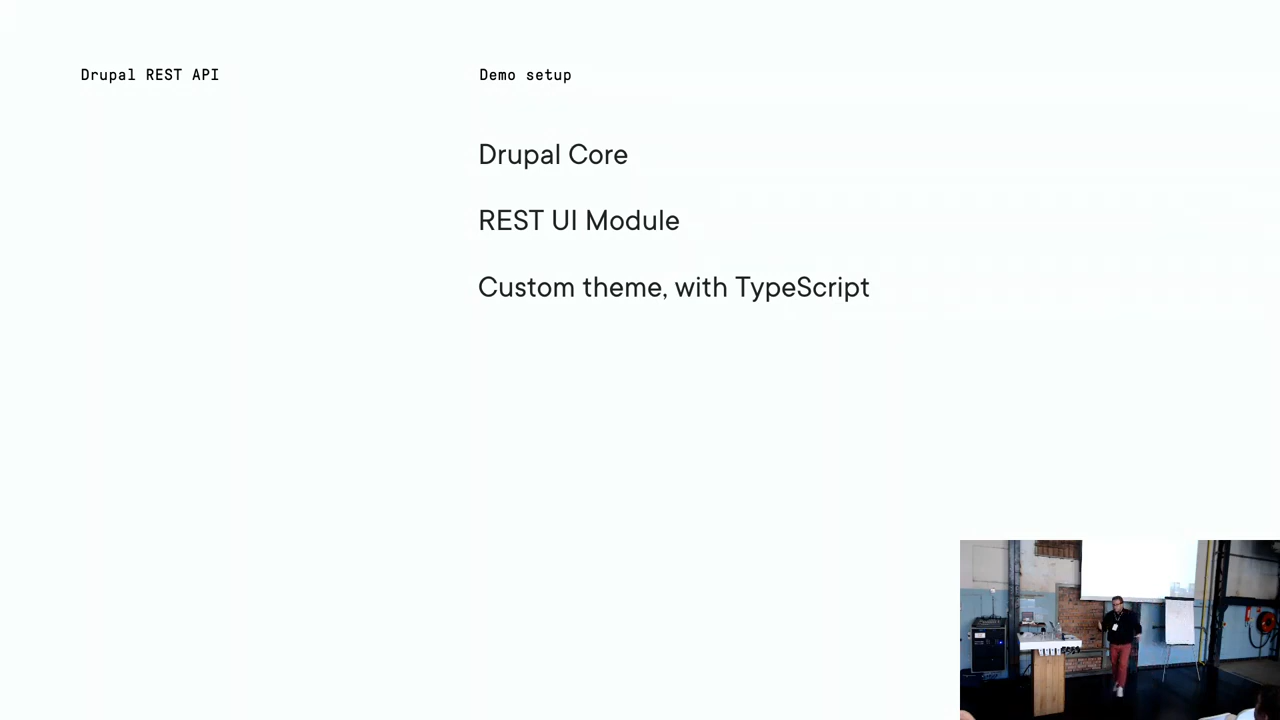 Drupal REST API
Demo setup
Drupal Core
REST UI Module
Custom theme, with TypeScript